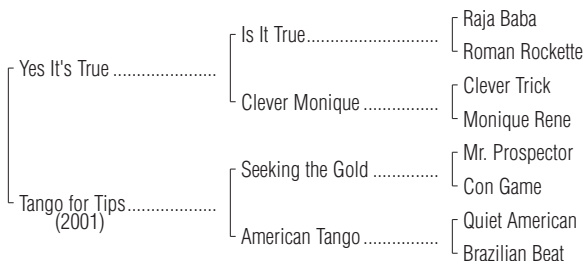 Raja Baba
Is It True
Roman Rockette
Yes It's True
Clever Trick
Clever Monique
Monique Rene
Mr. Prospector
Seeking the Gold
Con Game
Tango for Tips
(2001)
Quiet American
American Tango
Brazilian Beat